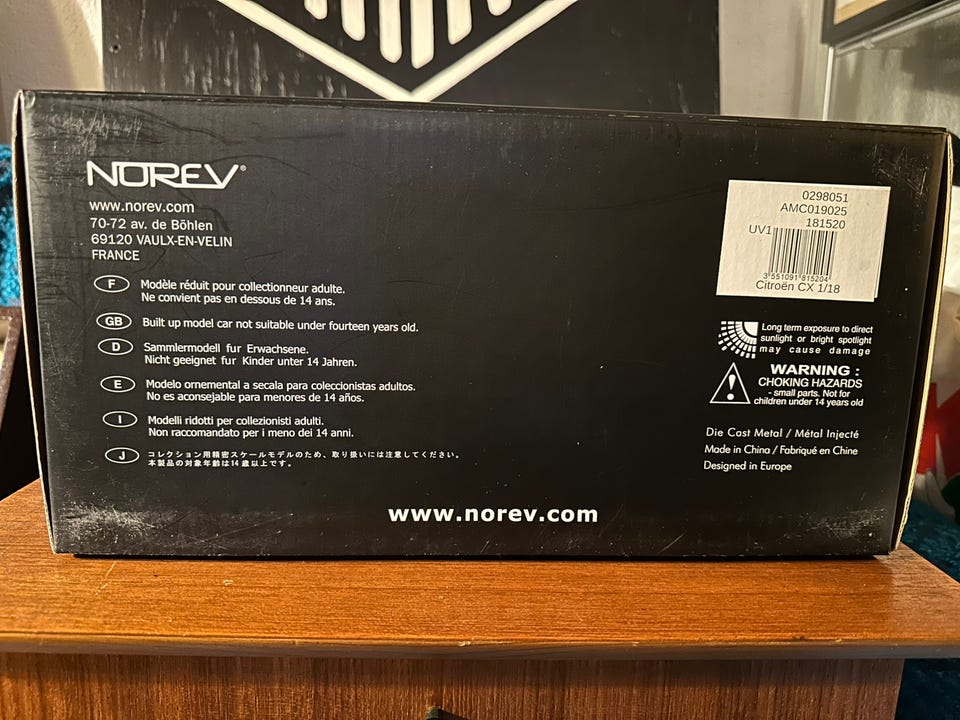 NOREV®
www.norev.com
70-72 av. de Böhlen
69120 VAULX-EN-VELIN
FRANCE
F Modèle réduit pour collectionneur adulte.
Ne convient pas en dessous de 14 ans.
GB Built up model car not suitable under fourteen years old.
D Sammlermodell fur Erwachsene.
Nicht geeignet fur Kinder unter 14 Jahren.
E Modelo ornemental a secala para coleccionistas adultos.
No es aconsejable para menores de 14 años.
I Modelli ridotti per collezionisti adulti.
Non raccomandato per i meno dei 14 anni.
J コレクション用精密スケールモデルのため、取り扱いには注意してください。
本製品の対象年齢は14歳以上です。
www.norev.com
0298051
AMC019025
181520
UV1
3 551091 815204
Citroën CX 1/18
Long term exposure to direct
sunlight or bright spotlight
may cause damage
WARNING :
CHOKING HAZARDS
- small parts. Not for
children under 14 years old
Die Cast Metal / Métal Injecté
Made in China / Fabriqué en Chine
Designed in Europe